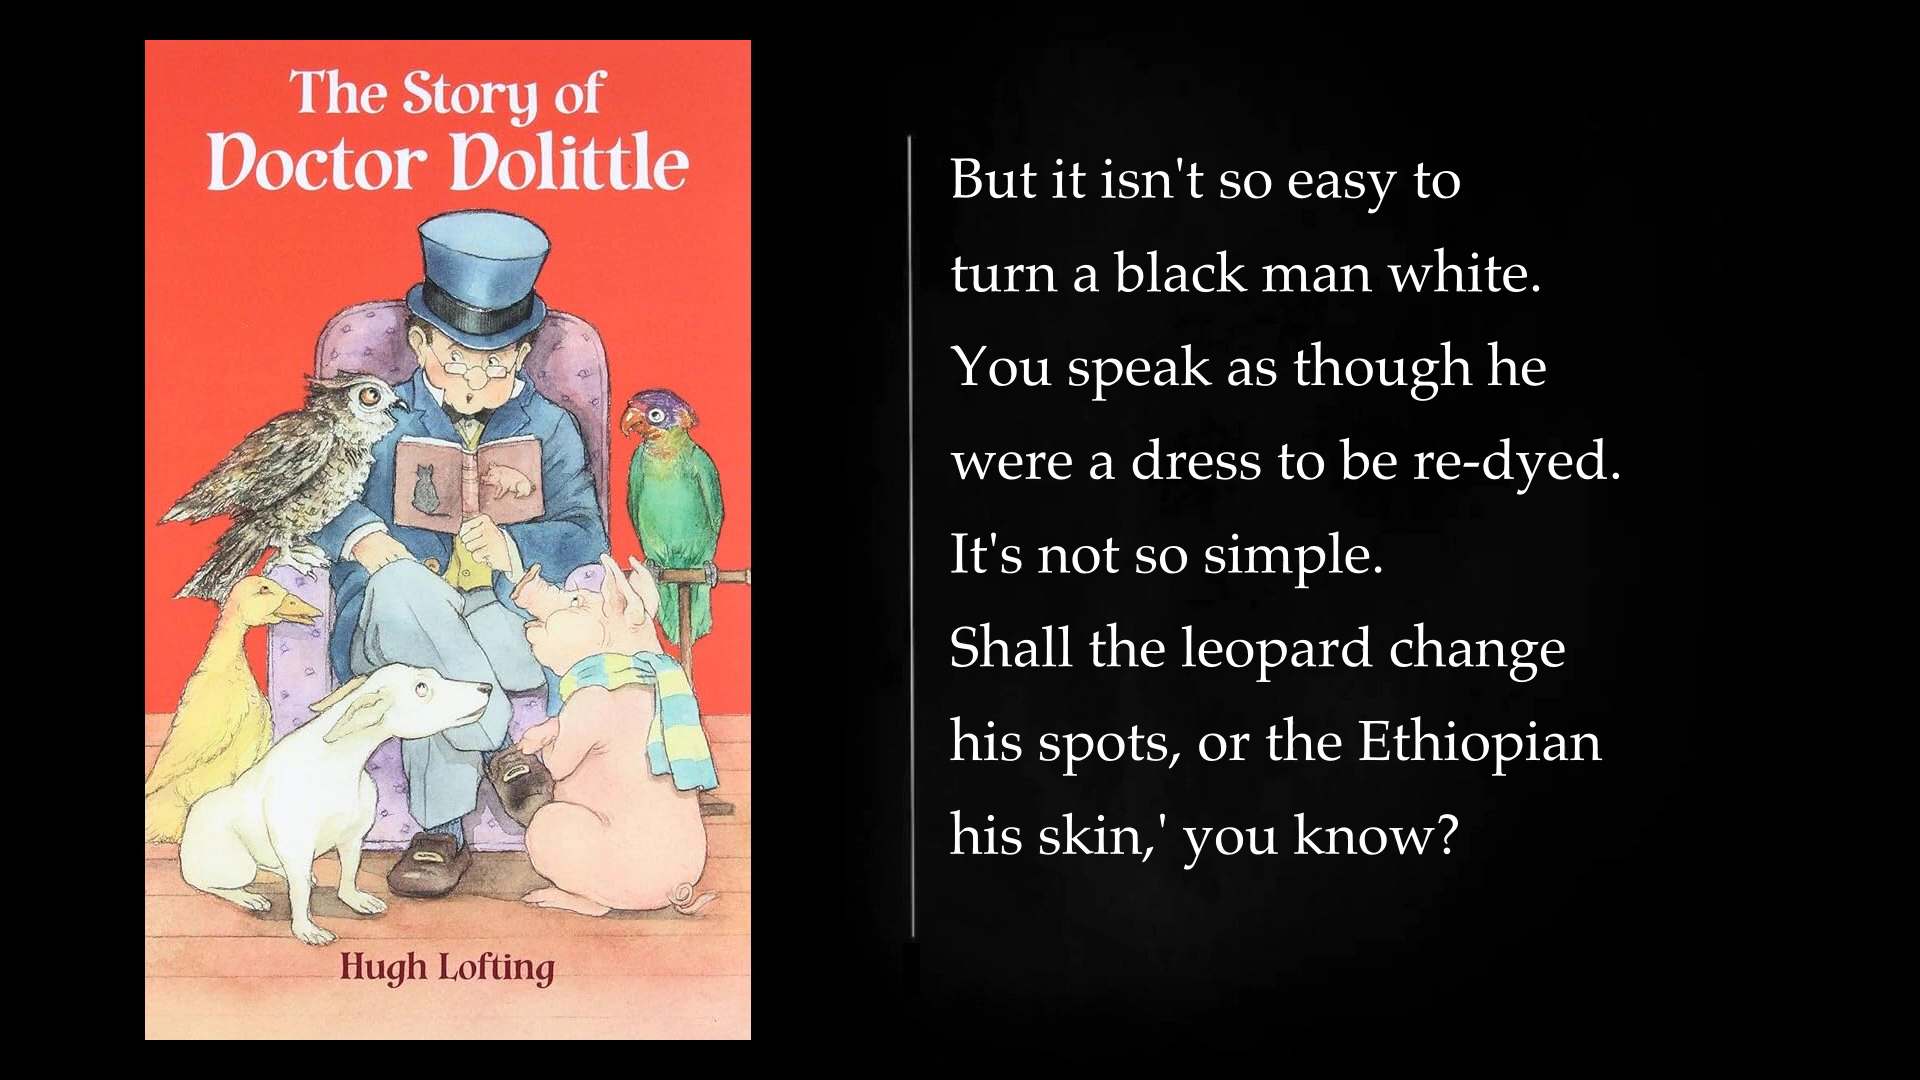 The Story of
Doctor Dolittle
Hugh Lofting
But it isn't so easy to
turn a black man white.
You speak as though he
were a dress to be re-dyed.
It's not so simple.
Shall the leopard change
his spots, or the Ethiopian
his skin,' you know?